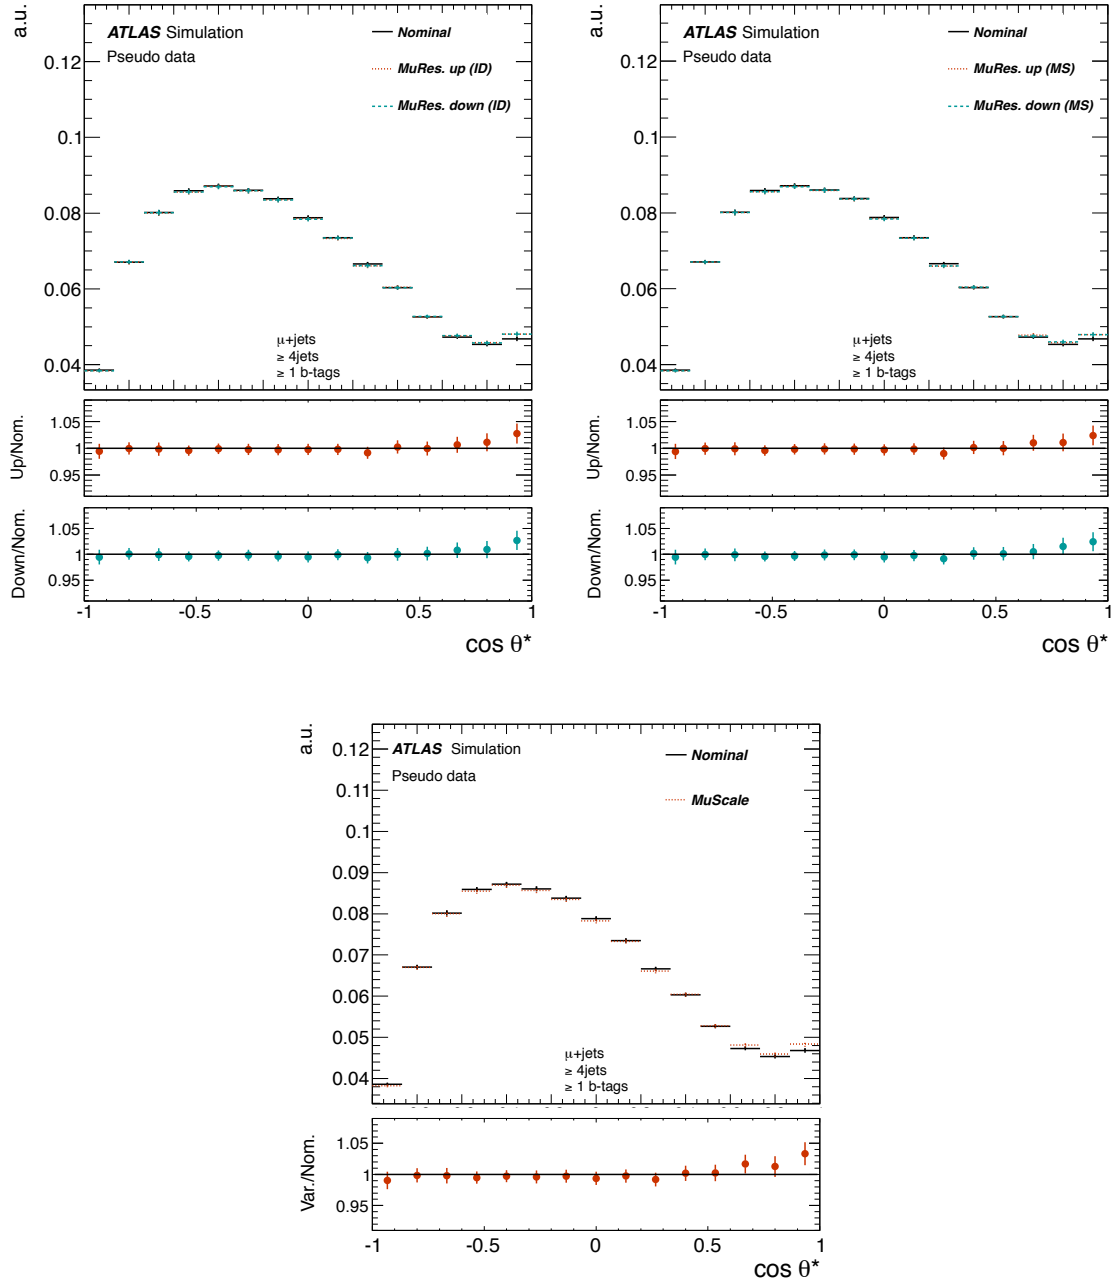 a.u.
ATLAS Simulation
Pseudo data
Nominal
MuRes. up (ID)
MuRes. down (ID)
0.12
0.1
0.08
0.06
0.04
μ+jets
≥ 4jets
≥ 1 b-tags
Up/Nom.
1.05
1
0.95
Down/Nom.
1.05
1
0.95
-1
-0.5
0
0.5
1
cos θ*
a.u.
ATLAS Simulation
Pseudo data
Nominal
MuRes. up (MS)
MuRes. down (MS)
0.12
0.1
0.08
0.06
0.04
μ+jets
≥ 4jets
≥ 1 b-tags
Up/Nom.
1.05
1
0.95
Down/Nom.
1.05
1
0.95
-1
-0.5
0
0.5
1
cos θ*
a.u.
ATLAS Simulation
Pseudo data
Nominal
MuScale
0.12
0.11
0.1
0.09
0.08
0.07
0.06
0.05
0.04
μ+jets
≥ 4jets
≥ 1 b-tags
Var./Nom.
1.05
1
0.95
-1
-0.5
0
0.5
1
cos θ*